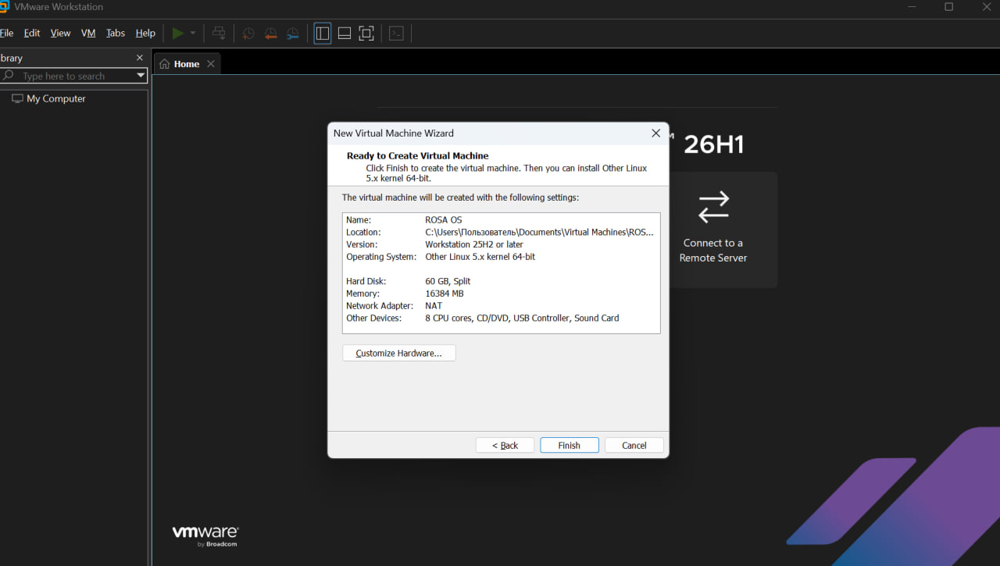 VMware Workstation
File Edit View VM Tabs Help
Home
Type here to search
My Computer
26H1
Connect to a
Remote Server
New Virtual Machine Wizard
Ready to Create Virtual Machine
Click Finish to create the virtual machine. Then you can install Other Linux
5.x kernel 64-bit.
The virtual machine will be created with the following settings:
Name: ROSA OS
Location: C:\Users\Пользователь\Documents\Virtual Machines\ROS...
Version: Workstation 25H2 or later
Operating System: Other Linux 5.x kernel 64-bit
Hard Disk: 60 GB, Split
Memory: 16384 MB
Network Adapter: NAT
Other Devices: 8 CPU cores, CD/DVD, USB Controller, Sound Card
Customize Hardware...
< Back Finish Cancel
vmware®
by Broadcom